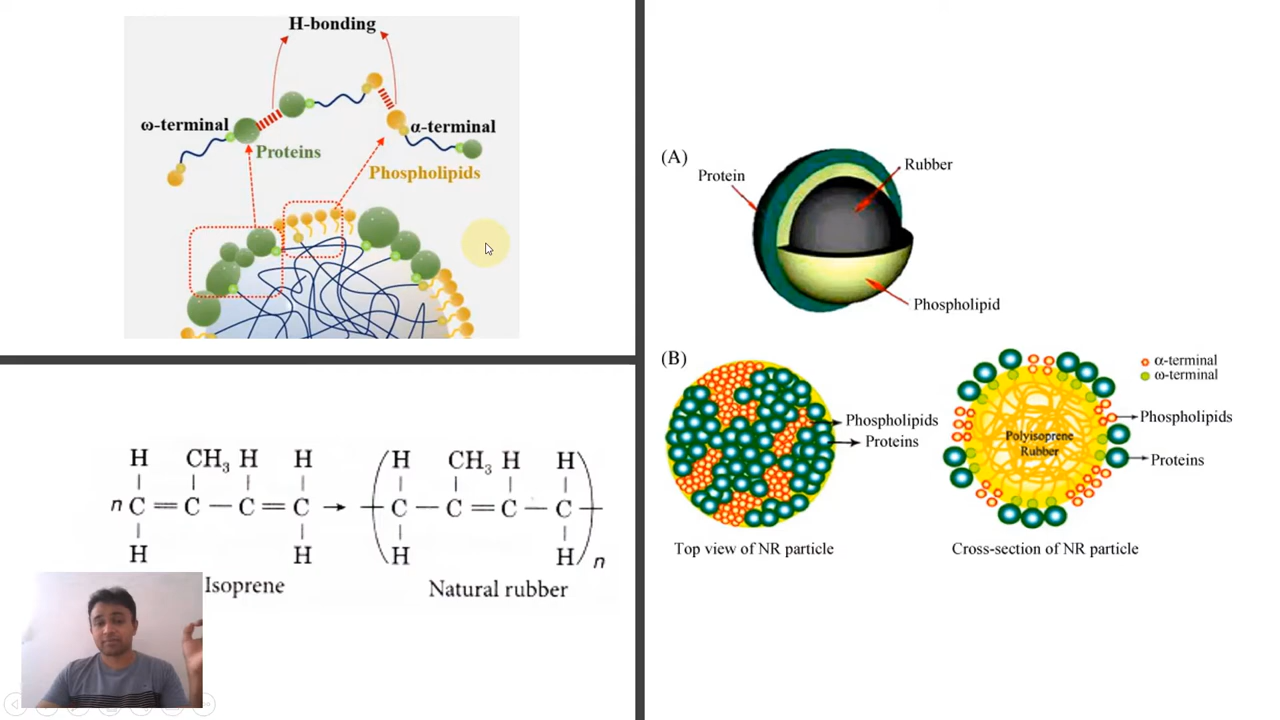 H-bonding
ω-terminal
α-terminal
Proteins
Phospholipids
H CH₃ H H
n C = C — C = C → ( C — C = C — C )
H H H H n
Isoprene Natural rubber
(A)
Protein
Rubber
Phospholipid
(B)
Phospholipids
Proteins
Top view of NR particle
α-terminal
ω-terminal
Phospholipids
Polyisoprene
Rubber
Proteins
Cross-section of NR particle